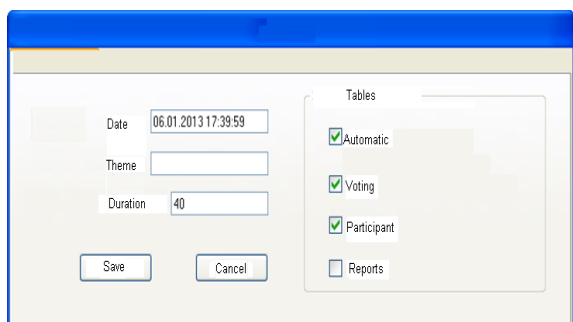 Date 06.01.2013 17:39:59
Theme
Duration 40
Save Cancel
Tables
Automatic
Voting
Participant
Reports